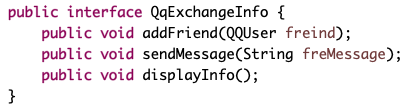 public interface QqExchangeInfo {
    public void addFriend(QQUser freind);
    public void sendMessage(String freMessage);
    public void displayInfo();
}